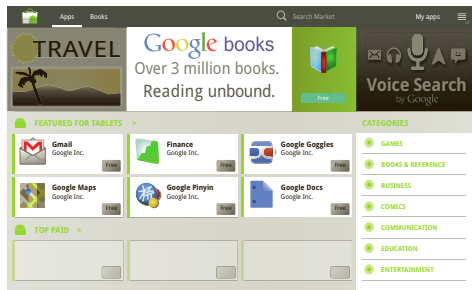 Apps Books Search Market My apps
TRAVEL
Google books
Over 3 million books.
Reading unbound.
Free
Voice Search
by Google
FEATURED FOR TABLETS >
CATEGORIES
Gmail
Google Inc.
Free
Finance
Google Inc.
Free
Google Goggles
Google Inc.
Free
Google Maps
Google Inc.
Free
Google Pinyin
Google Inc.
Free
Google Docs
Google Inc.
Free
TOP PAID >
GAMES
BOOKS & REFERENCE
BUSINESS
COMICS
COMMUNICATION
EDUCATION
ENTERTAINMENT